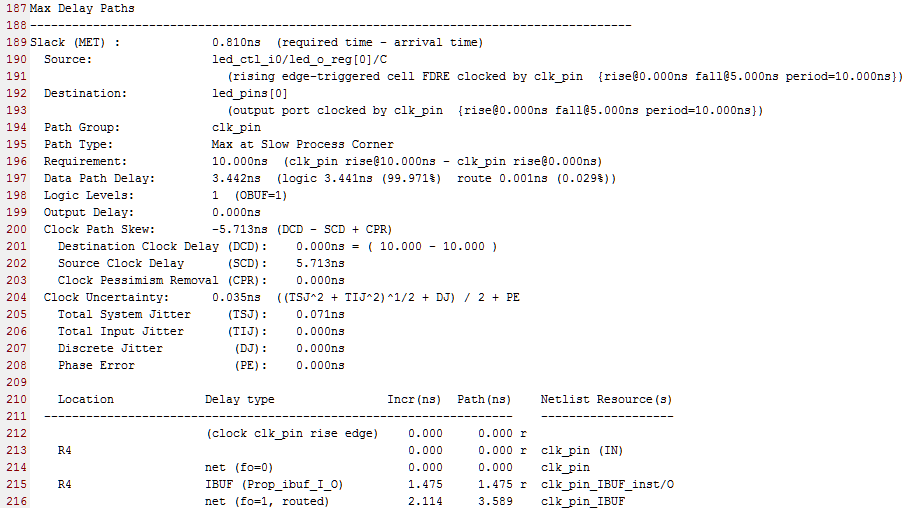 187 Max Delay Paths
188 --------------------------------------------------------------------------------------
189 Slack (MET) :             0.810ns  (required time - arrival time)
190   Source:                 led_ctl_i0/led_o_reg[0]/C
191                             (rising edge-triggered cell FDRE clocked by clk_pin  {rise@0.000ns fall@5.000ns period=10.000ns})
192   Destination:            led_pins[0]
193                             (output port clocked by clk_pin  {rise@0.000ns fall@5.000ns period=10.000ns})
194   Path Group:             clk_pin
195   Path Type:              Max at Slow Process Corner
196   Requirement:            10.000ns  (clk_pin rise@10.000ns - clk_pin rise@0.000ns)
197   Data Path Delay:        3.442ns  (logic 3.441ns (99.971%)  route 0.001ns (0.029%))
198   Logic Levels:           1  (OBUF=1)
199   Output Delay:           0.000ns
200   Clock Path Skew:        -5.713ns (DCD - SCD + CPR)
201     Destination Clock Delay (DCD):    0.000ns = ( 10.000 - 10.000 )
202     Source Clock Delay      (SCD):    5.713ns
203     Clock Pessimism Removal (CPR):    0.000ns
204   Clock Uncertainty:      0.035ns  ((TSJ^2 + TIJ^2)^1/2 + DJ) / 2 + PE
205     Total System Jitter     (TSJ):    0.071ns
206     Total Input Jitter      (TIJ):    0.000ns
207     Discrete Jitter          (DJ):    0.000ns
208     Phase Error              (PE):    0.000ns
209
210     Location             Delay type                Incr(ns)  Path(ns)    Netlist Resource(s)
211   -------------------------------------------------------------------    -------------------
212                          (clock clk_pin rise edge)    0.000     0.000 r
213     R4                                                0.000     0.000 r  clk_pin (IN)
214                          net (fo=0)                   0.000     0.000    clk_pin
215     R4                   IBUF (Prop_ibuf_I_O)         1.475     1.475 r  clk_pin_IBUF_inst/O
216                          net (fo=1, routed)           2.114     3.589    clk_pin_IBUF